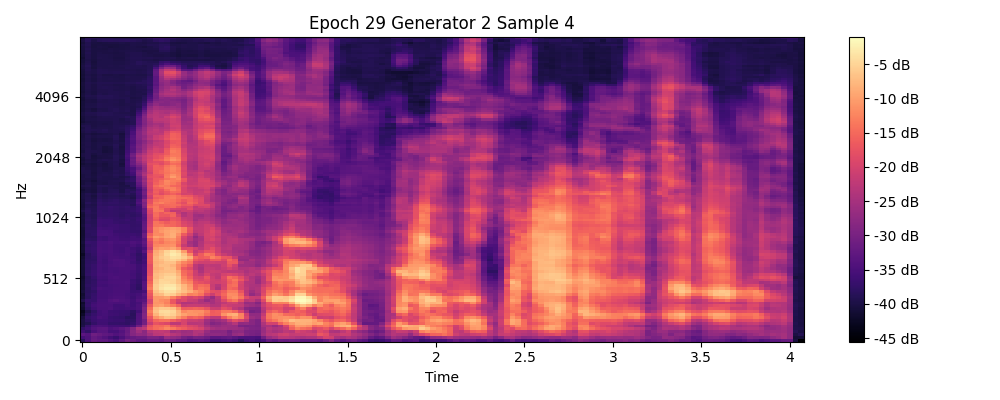 Epoch 29 Generator 2 Sample 4
Hz
4096
2048
1024
512
0
0
0.5
1
1.5
2
2.5
3
3.5
4
Time
-5 dB
-10 dB
-15 dB
-20 dB
-25 dB
-30 dB
-35 dB
-40 dB
-45 dB